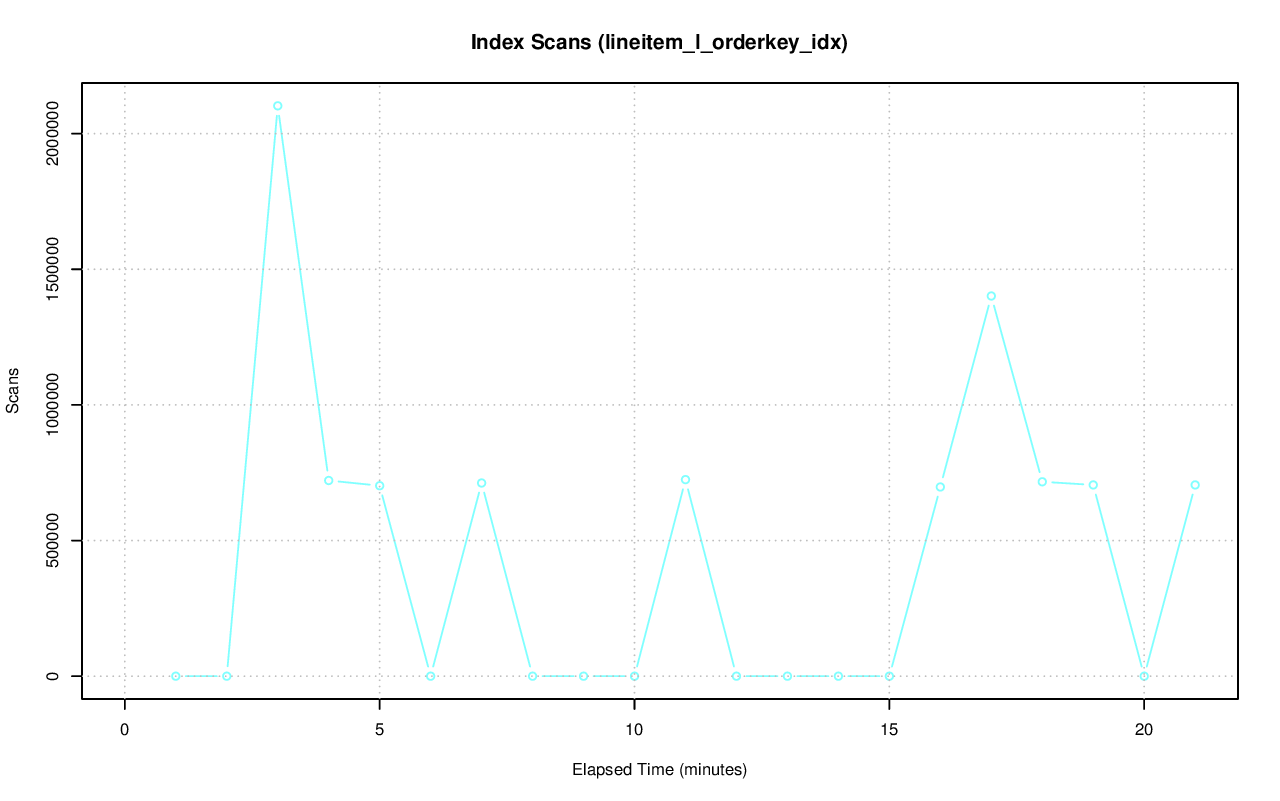 Index Scans (lineitem_l_orderkey_idx)
Scans
2000000
1500000
1000000
500000
0
0 5 10 15 20
Elapsed Time (minutes)